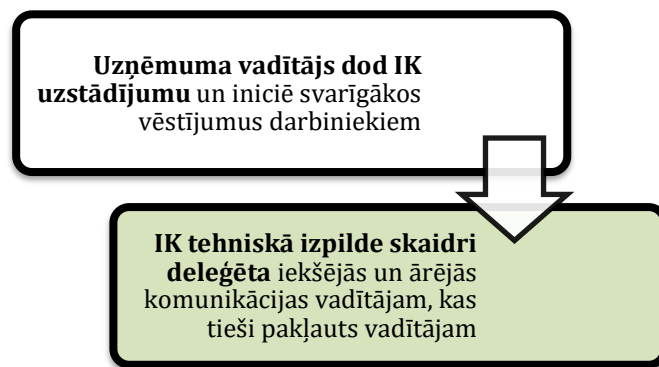 Uzņēmuma vadītājs dod IK
uzstādījumu un iniciē svarīgākos
vēstījumus darbiniekiem
IK tehniskā izpilde skaidri
deleģēta iekšējās un ārējās
komunikācijas vadītājam, kas
tieši pakļauts vadītājam